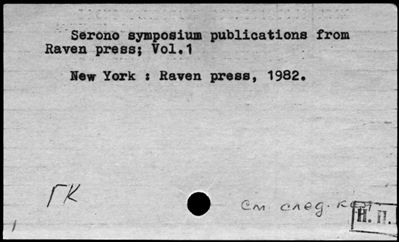 Serono symposium publications from
Raven press; Vol.1
New York : Raven press, 1982.
ГК
см. след. к
Н. П.